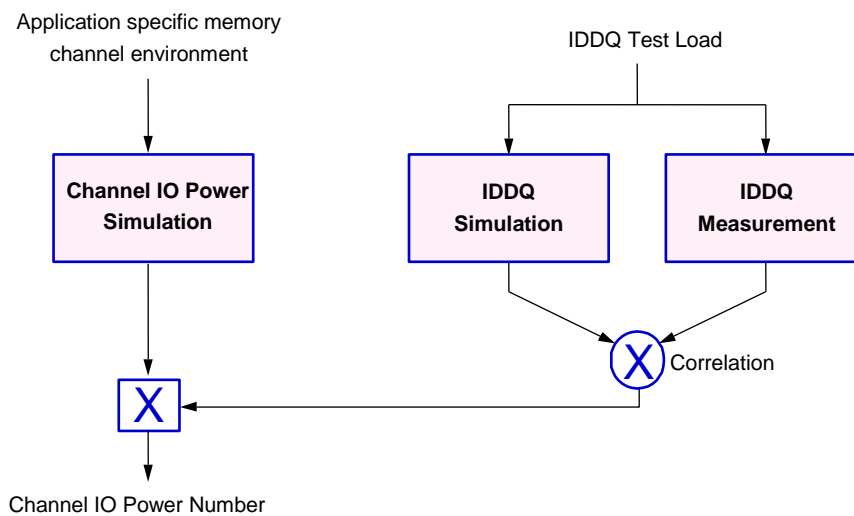 Application specific memory
channel environment
IDDQ Test Load
Channel IO Power
Simulation
IDDQ
Simulation
IDDQ
Measurement
X
Correlation
X
Channel IO Power Number